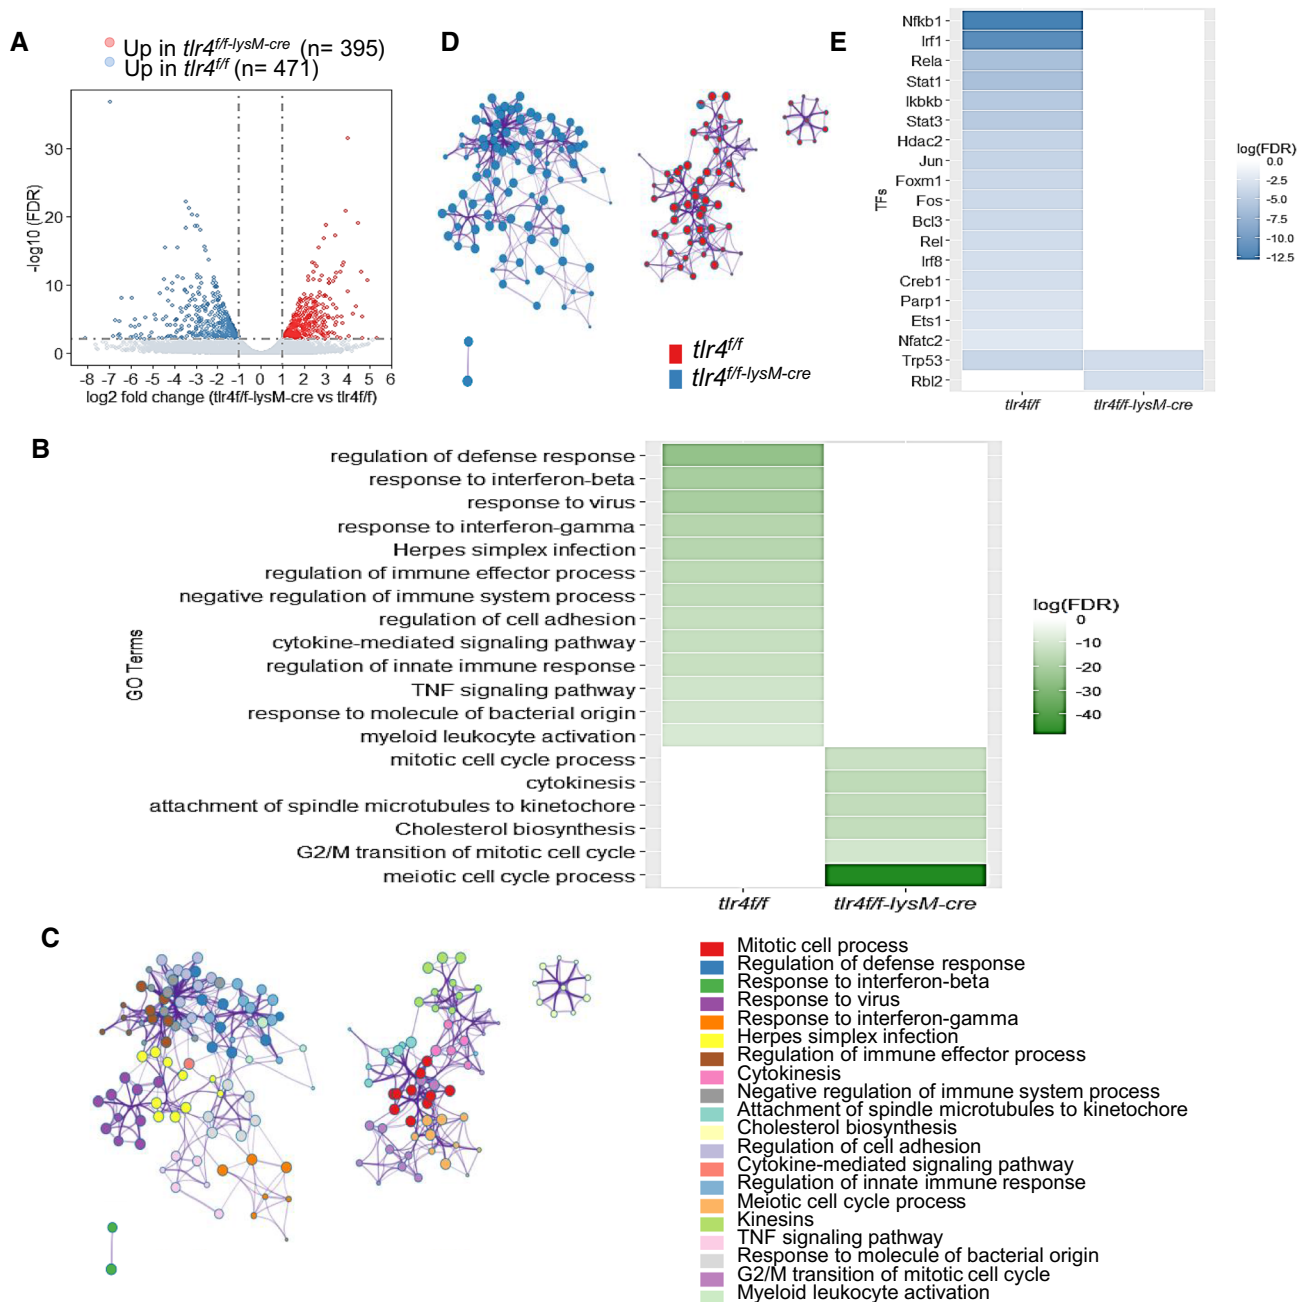 A
Up in tlr4f/f-lysM-cre (n= 395)
Up in tlr4f/f (n= 471)
-log10 (FDR)
30
20
10
0
-8 -7 -6 -5 -4 -3 -2 -1 0 1 2 3 4 5 6
log2 fold change (tlr4f/f-lysM-cre vs tlr4f/f)
D
tlr4f/f
tlr4f/f-lysM-cre
E
TFs
Nfkb1
Irf1
Rela
Stat1
Ikbkb
Stat3
Hdac2
Jun
Foxm1
Fos
Bcl3
Rel
Irf8
Creb1
Parp1
Ets1
Nfatc2
Trp53
Rbl2
tlr4f/f
tlr4f/f-lysM-cre
log(FDR)
0.0
-2.5
-5.0
-7.5
-10.0
-12.5
B
GO Terms
regulation of defense response
response to interferon-beta
response to virus
response to interferon-gamma
Herpes simplex infection
regulation of immune effector process
negative regulation of immune system process
regulation of cell adhesion
cytokine-mediated signaling pathway
regulation of innate immune response
TNF signaling pathway
response to molecule of bacterial origin
myeloid leukocyte activation
mitotic cell cycle process
cytokinesis
attachment of spindle microtubules to kinetochore
Cholesterol biosynthesis
G2/M transition of mitotic cell cycle
meiotic cell cycle process
tlr4f/f
tlr4f/f-lysM-cre
log(FDR)
0
-10
-20
-30
-40
C
Mitotic cell process
Regulation of defense response
Response to interferon-beta
Response to virus
Response to interferon-gamma
Herpes simplex infection
Regulation of immune effector process
Cytokinesis
Negative regulation of immune system process
Attachment of spindle microtubules to kinetochore
Cholesterol biosynthesis
Regulation of cell adhesion
Cytokine-mediated signaling pathway
Regulation of innate immune response
Meiotic cell cycle process
Kinesins
TNF signaling pathway
Response to molecule of bacterial origin
G2/M transition of mitotic cell cycle
Myeloid leukocyte activation